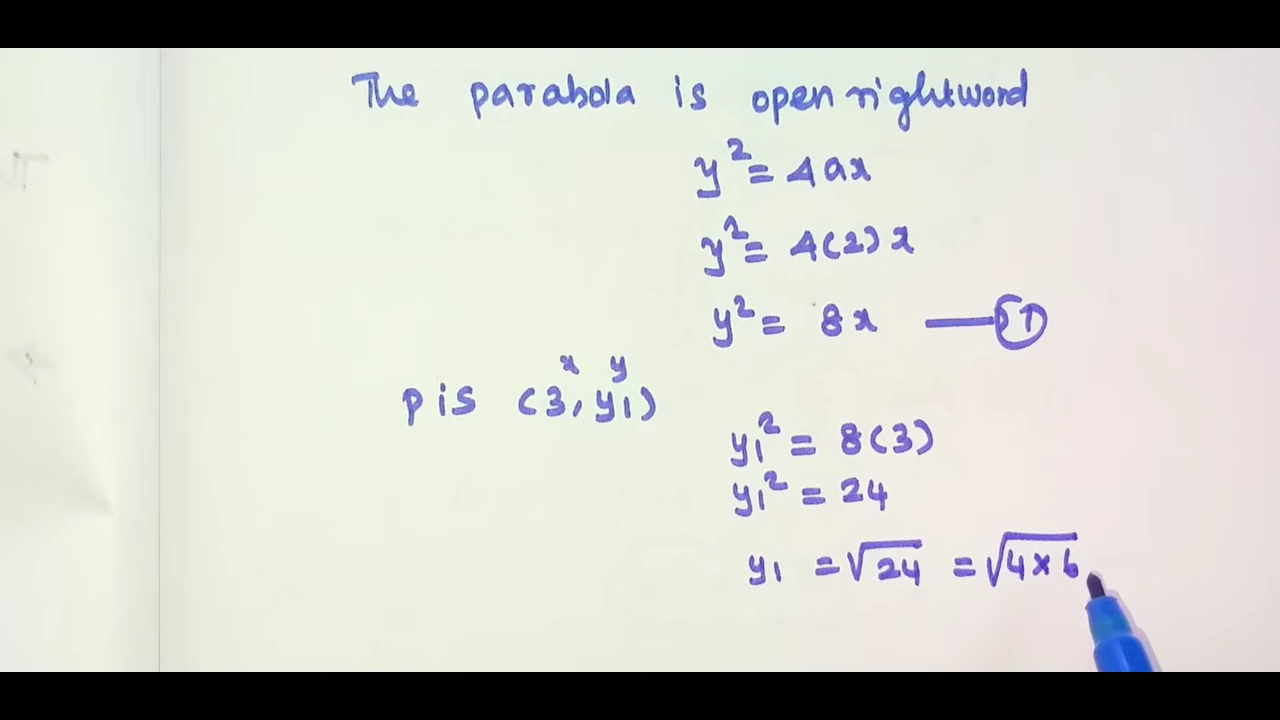 The parabola is open rightword
y² = 4ax
y² = 4(2)x
y² = 8x —①
x y
p is (3, y₁)
y₁² = 8(3)
y₁² = 24
y₁ = √24 = √4×6